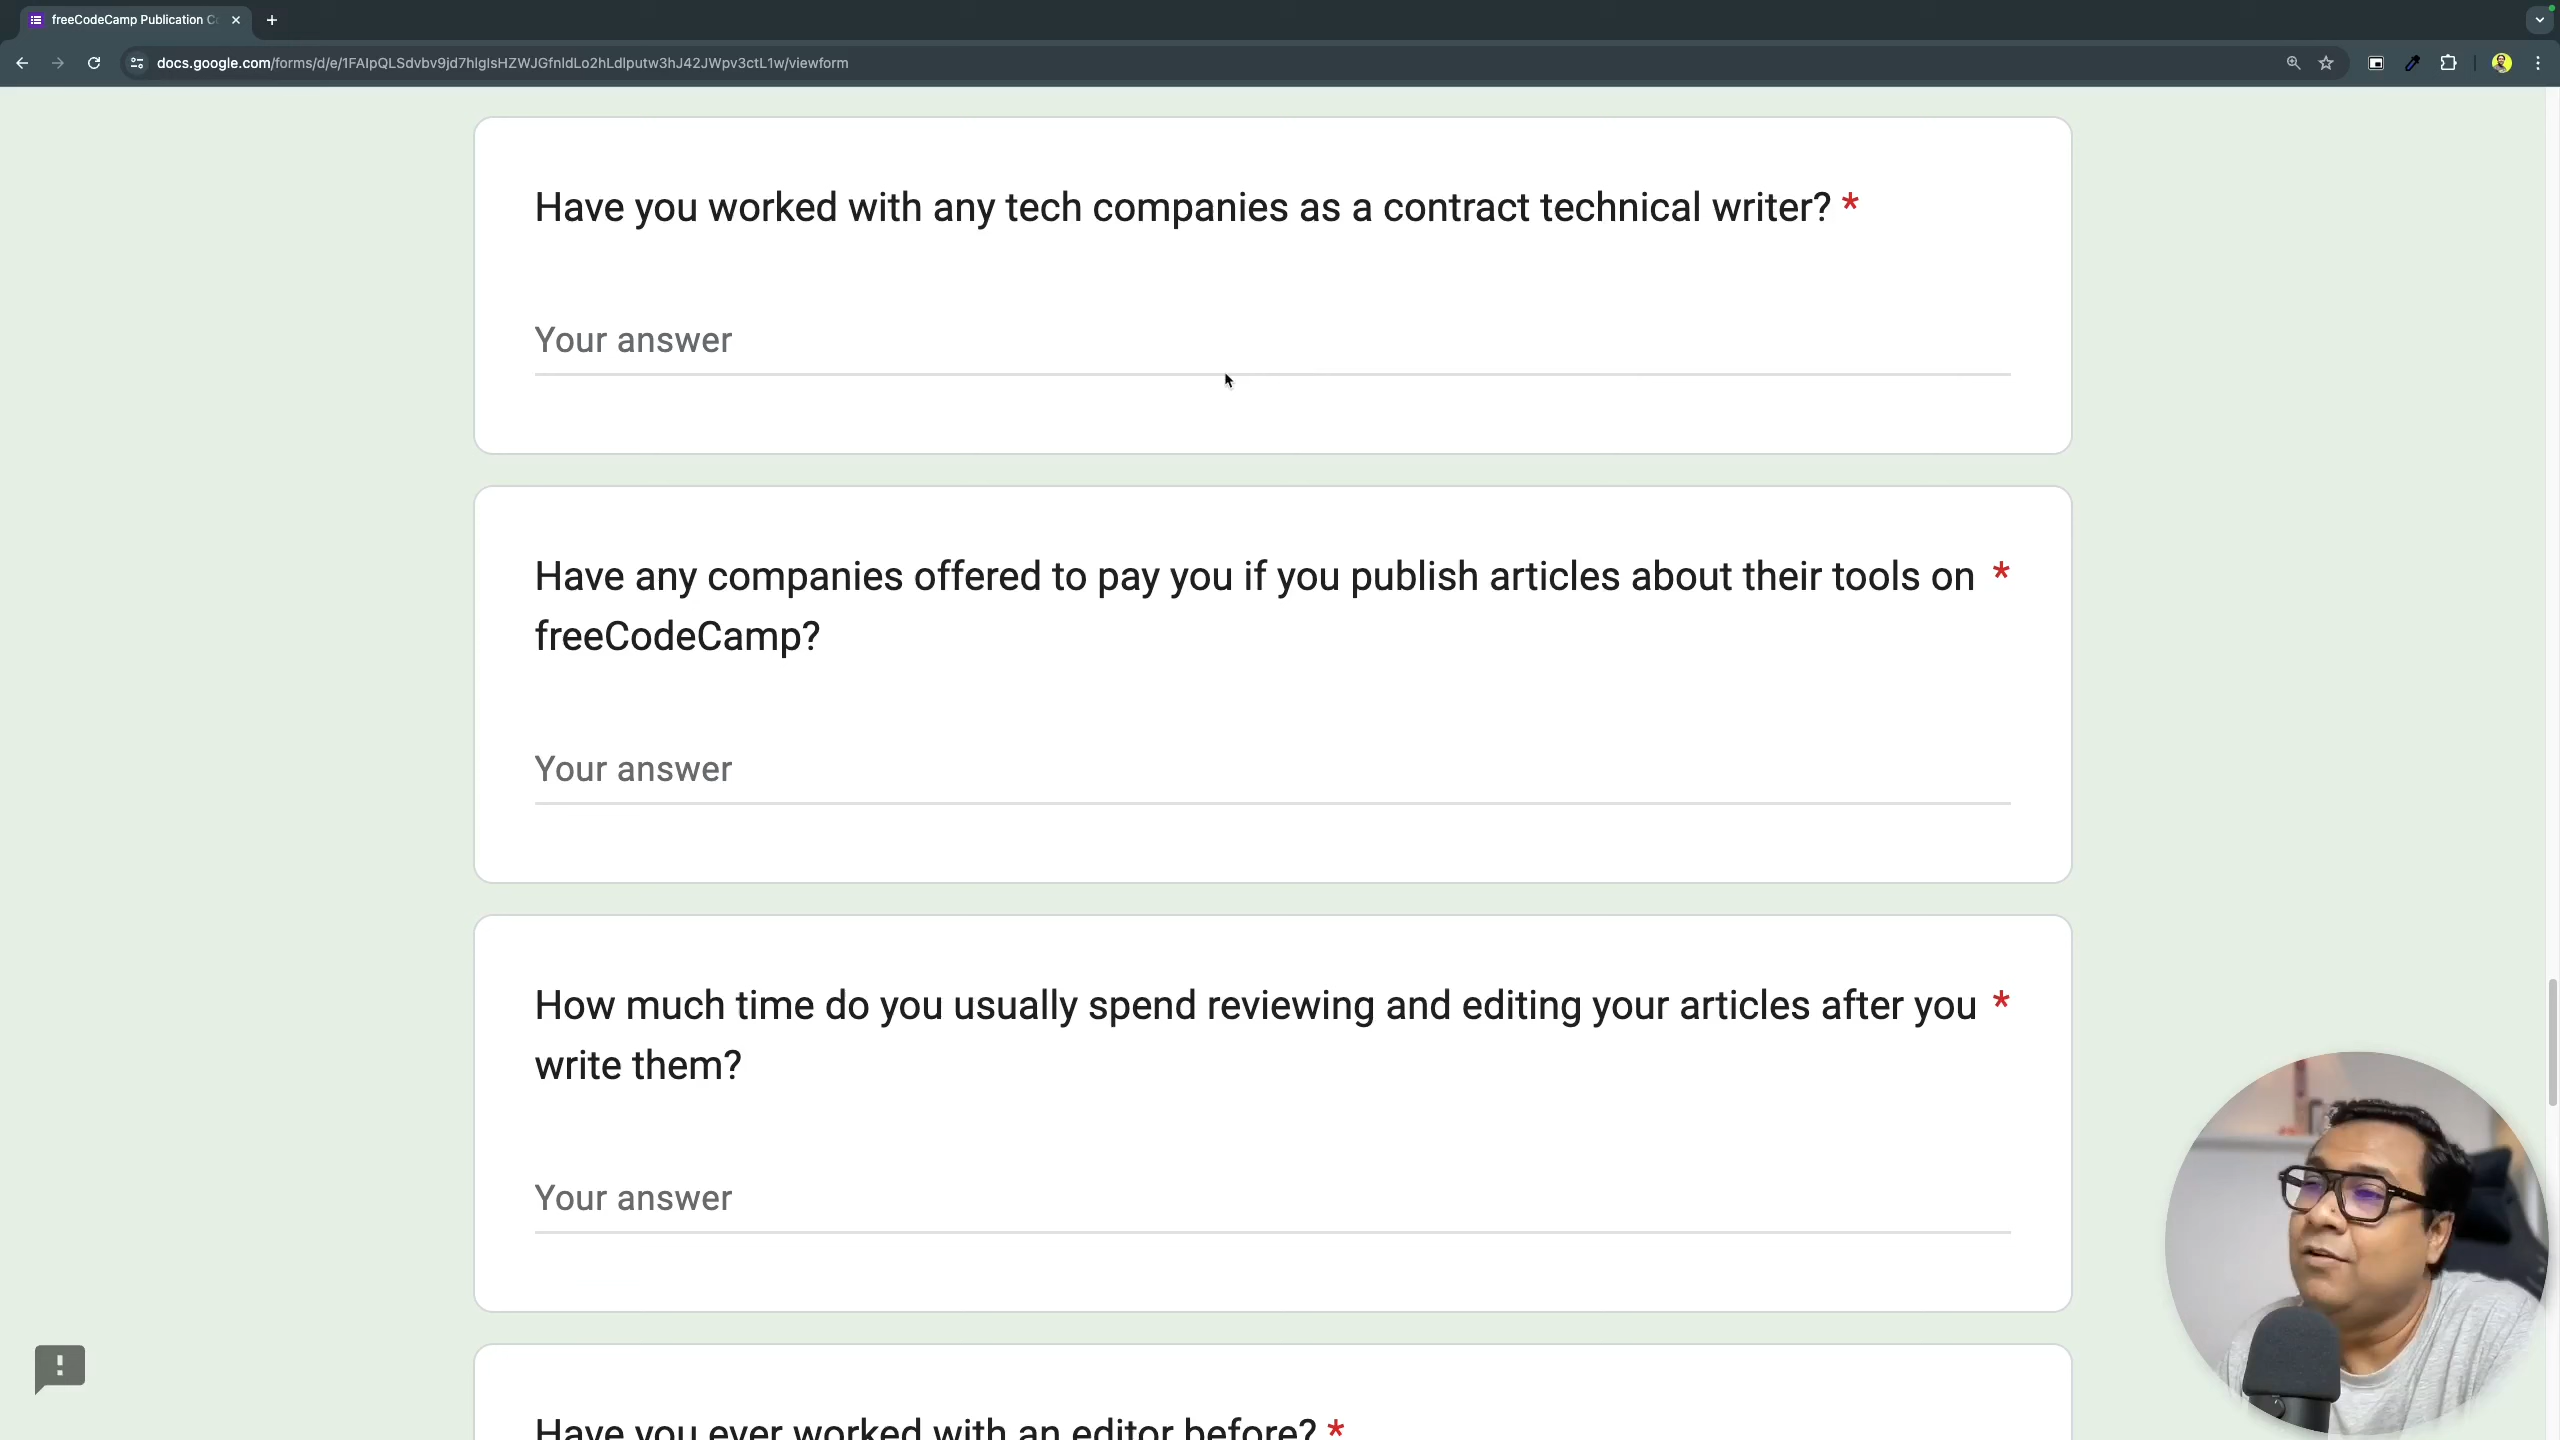 freeCodeCamp Publication
docs.google.com/forms/d/e/1FAIpQLSdvbv9jd7hlglsHZWJGfnldLo2hLdlputw3hJ42JWpv3ctL1w/viewform
Have you worked with any tech companies as a contract technical writer? *
Your answer
Have any companies offered to pay you if you publish articles about their tools on *
freeCodeCamp?
Your answer
How much time do you usually spend reviewing and editing your articles after you *
write them?
Your answer
Have you ever worked with an editor before? *